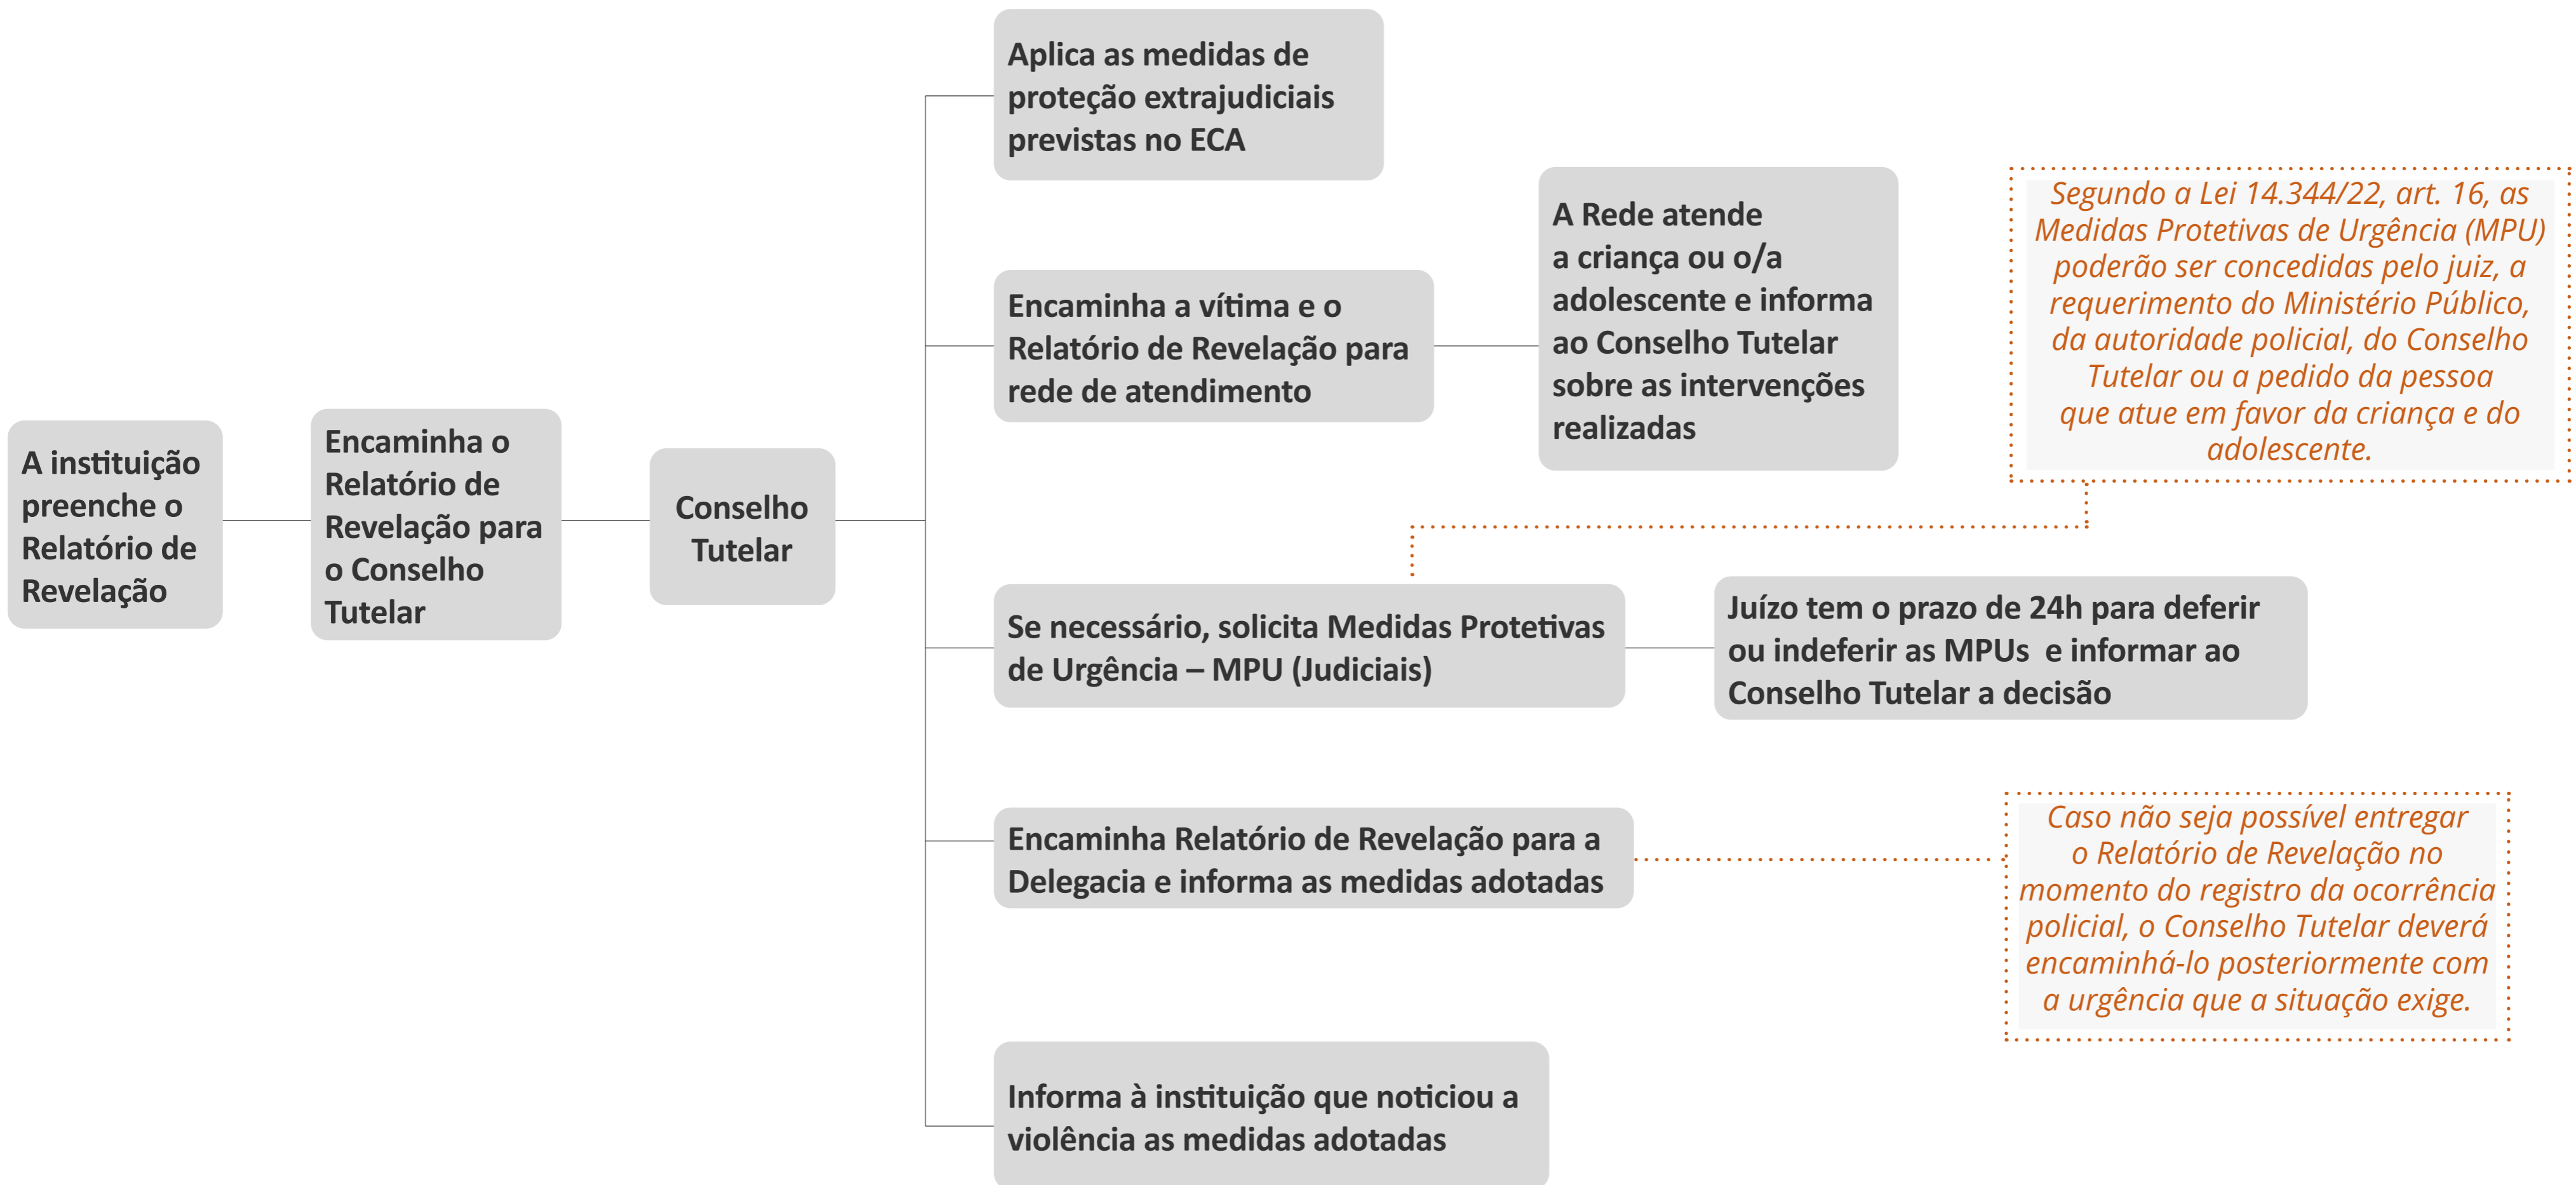 A instituição
preenche o
Relatório de
Revelação
Encaminha o
Relatório de
Revelação para
o Conselho
Tutelar
Conselho
Tutelar
Aplica as medidas de
proteção extrajudiciais
previstas no ECA
Encaminha a vítima e o
Relatório de Revelação para
rede de atendimento
A Rede atende
a criança ou o/a
adolescente e informa
ao Conselho Tutelar
sobre as intervenções
realizadas
Segundo a Lei 14.344/22, art. 16, as
Medidas Protetivas de Urgência (MPU)
poderão ser concedidas pelo juiz, a
requerimento do Ministério Público,
da autoridade policial, do Conselho
Tutelar ou a pedido da pessoa
que atue em favor da criança e do
adolescente.
Se necessário, solicita Medidas Protetivas
de Urgência – MPU (Judiciais)
Juízo tem o prazo de 24h para deferir
ou indeferir as MPUs e informar ao
Conselho Tutelar a decisão
Encaminha Relatório de Revelação para a
Delegacia e informa as medidas adotadas
Caso não seja possível entregar
o Relatório de Revelação no
momento do registro da ocorrência
policial, o Conselho Tutelar deverá
encaminhá-lo posteriormente com
a urgência que a situação exige.
Informa à instituição que noticiou a
violência as medidas adotadas